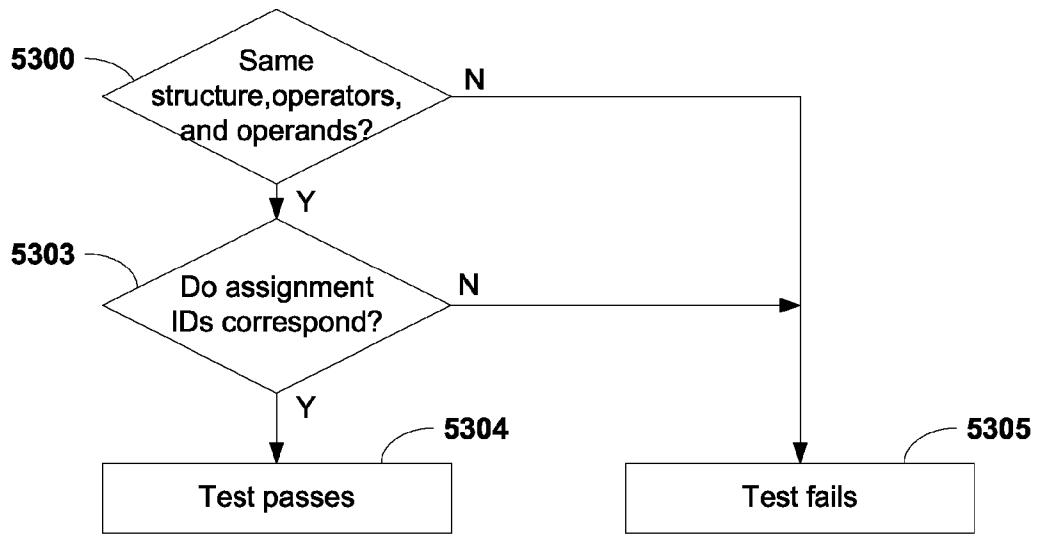 5300
Same
structure,operators,
and operands?
N
Y
5303
Do assignment
IDs correspond?
N
Y
5304
Test passes
5305
Test fails